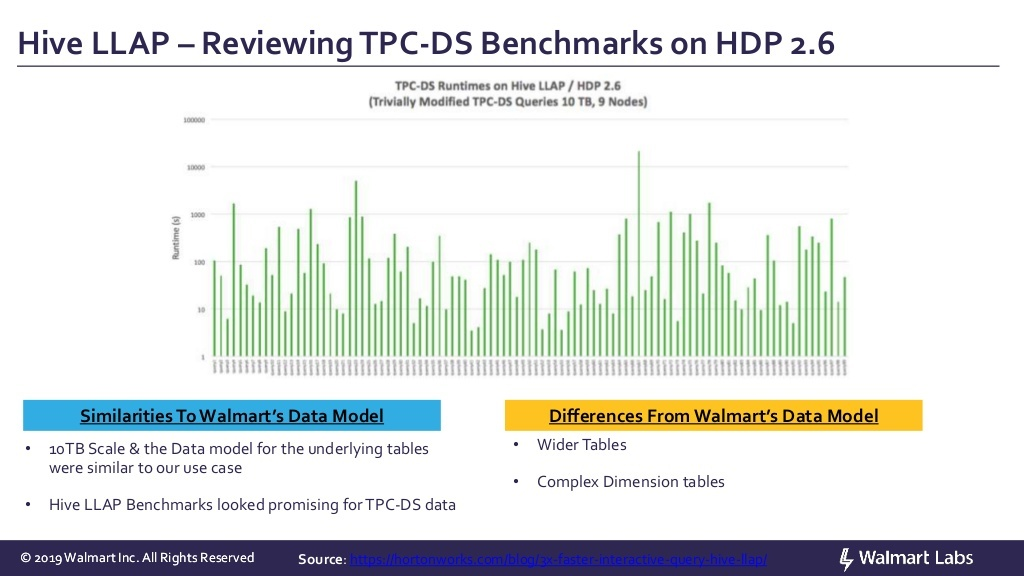 Hive LLAP – Reviewing TPC-DS Benchmarks on HDP 2.6
TPC-DS Runtimes on Hive LLAP / HDP 2.6
(Trivially Modified TPC-DS Queries 10 TB, 9 Nodes)
100000
10000
1000
100
10
1
Runtime (s)
Similarities To Walmart's Data Model
• 10TB Scale & the Data model for the underlying tables
were similar to our use case
• Hive LLAP Benchmarks looked promising for TPC-DS data
Differences From Walmart's Data Model
• Wider Tables
• Complex Dimension tables
© 2019 Walmart Inc. All Rights Reserved
Source: https://hortonworks.com/blog/3x-faster-interactive-query-hive-llap/
Walmart Labs